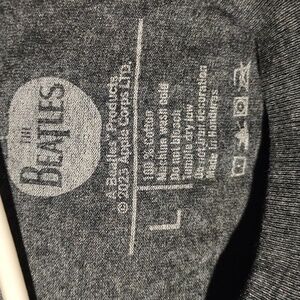 THE
BEATLES
A Beatles™ Products
© 2025 Apple Corps LTD.
L
100 % Cotton
Machine wash cold
Do not bleach
Tumble dry low
Do not iron decoration
Made in Honduras